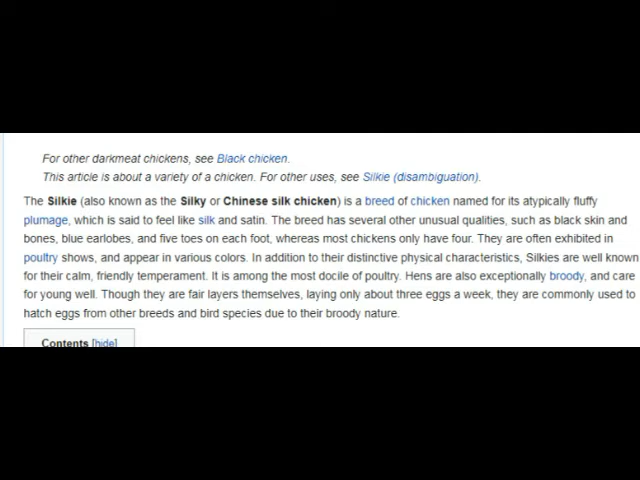 For other darkmeat chickens, see Black chicken.
This article is about a variety of a chicken. For other uses, see Silkie (disambiguation).
The Silkie (also known as the Silky or Chinese silk chicken) is a breed of chicken named for its atypically fluffy
plumage, which is said to feel like silk and satin. The breed has several other unusual qualities, such as black skin and
bones, blue earlobes, and five toes on each foot, whereas most chickens only have four. They are often exhibited in
poultry shows, and appear in various colors. In addition to their distinctive physical characteristics, Silkies are well known
for their calm, friendly temperament. It is among the most docile of poultry. Hens are also exceptionally broody, and care
for young well. Though they are fair layers themselves, laying only about three eggs a week, they are commonly used to
hatch eggs from other breeds and bird species due to their broody nature.
Contents [hide]